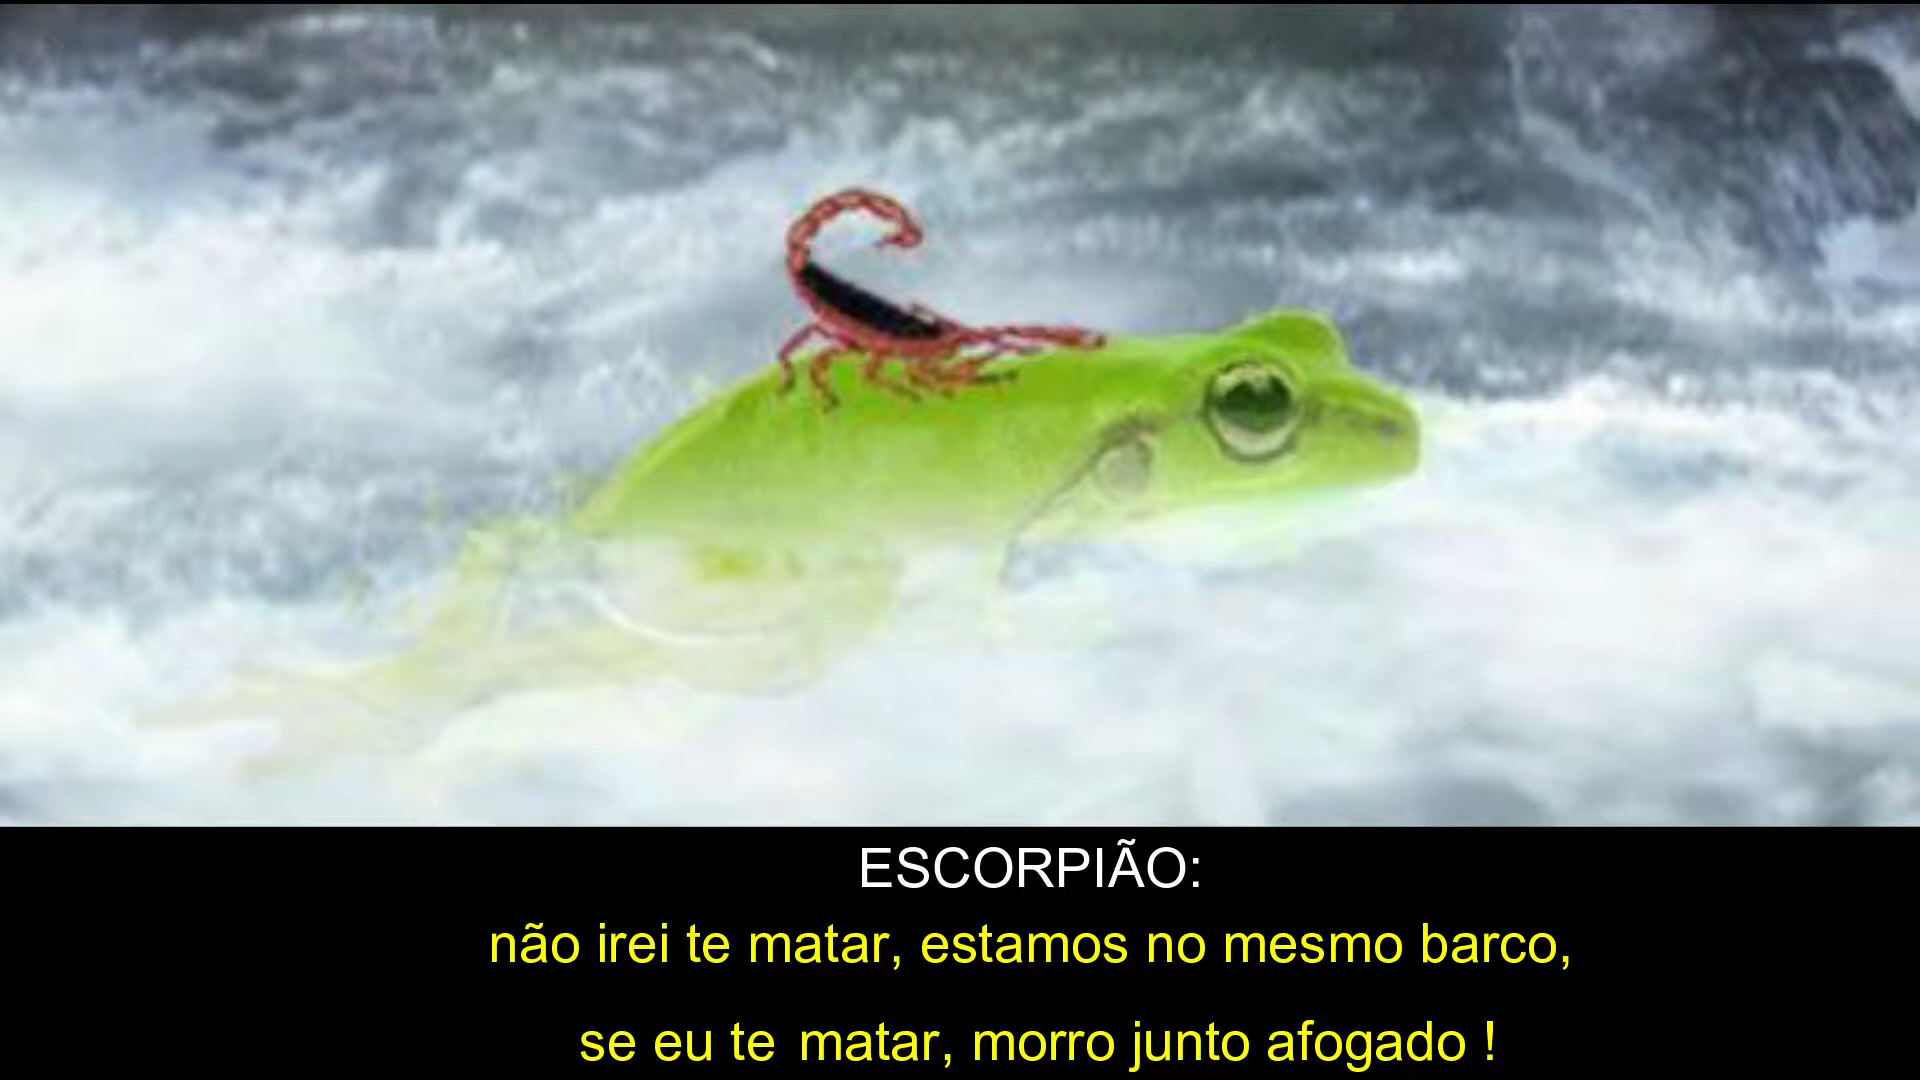 ESCORPIÃO:
não irei te matar, estamos no mesmo barco,
se eu te matar, morro junto afogado !